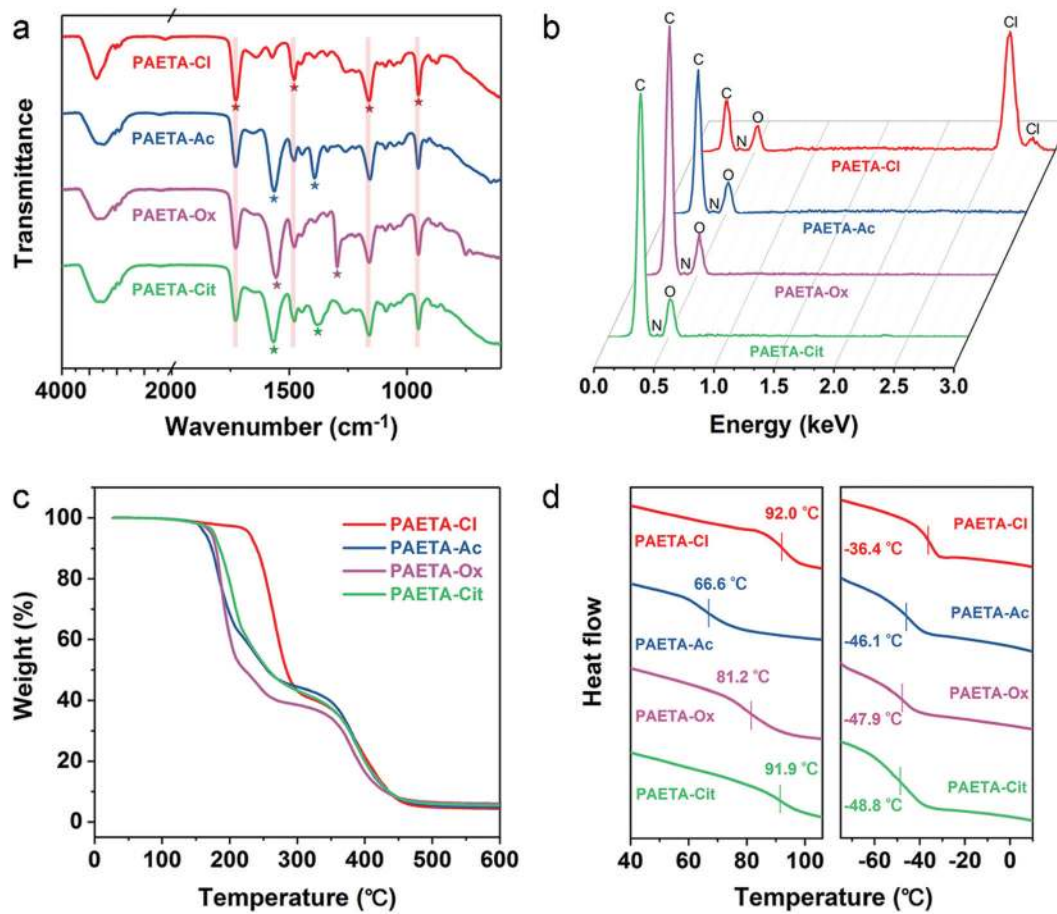 a
PAETA-Cl
PAETA-Ac
PAETA-Ox
PAETA-Cit
Transmittance
4000 2000 1500 1000
Wavenumber (cm⁻¹)
b
C N O Cl Cl
PAETA-Cl
C N O
PAETA-Ac
C N O
PAETA-Ox
C N O
PAETA-Cit
0.0 0.5 1.0 1.5 2.0 2.5 3.0
Energy (keV)
c
100
80
60
40
20
0
Weight (%)
PAETA-Cl
PAETA-Ac
PAETA-Ox
PAETA-Cit
0 100 200 300 400 500 600
Temperature (℃)
d
Heat flow
92.0 ℃
PAETA-Cl
66.6 ℃
PAETA-Ac
81.2 ℃
PAETA-Ox
91.9 ℃
PAETA-Cit
40 60 80 100
PAETA-Cl
-36.4 ℃
PAETA-Ac
-46.1 ℃
PAETA-Ox
-47.9 ℃
PAETA-Cit
-48.8 ℃
-60 -40 -20 0
Temperature (℃)